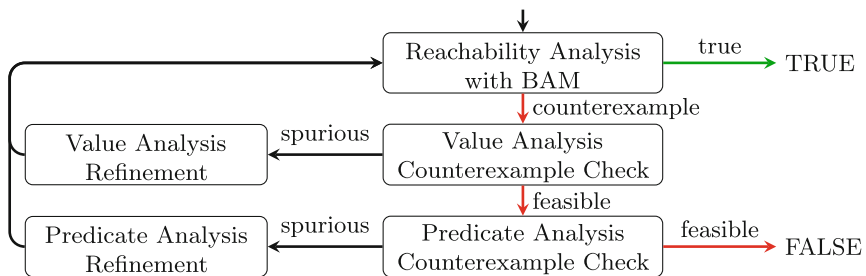 Reachability Analysis
with BAM
true
TRUE
counterexample
Value Analysis
Refinement
spurious
Value Analysis
Counterexample Check
feasible
Predicate Analysis
Refinement
spurious
Predicate Analysis
Counterexample Check
feasible
FALSE